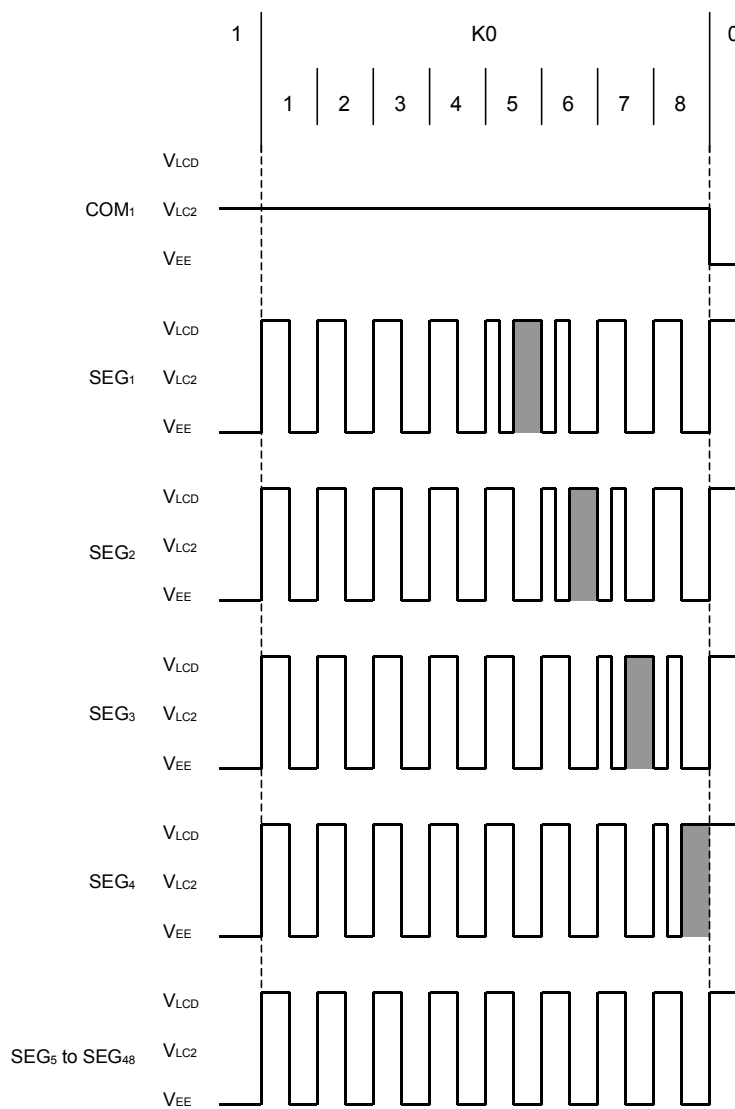 1 K0 0
1 2 3 4 5 6 7 8
VLCD
COM1 VLC2
VEE
VLCD
SEG1 VLC2
VEE
VLCD
SEG2 VLC2
VEE
VLCD
SEG3 VLC2
VEE
VLCD
SEG4 VLC2
VEE
VLCD
SEG5 to SEG48 VLC2
VEE